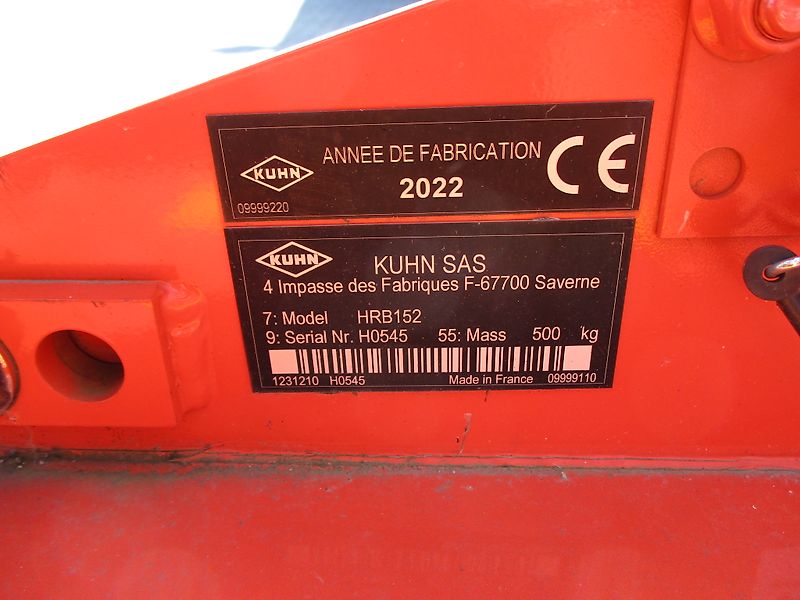 ANNEE DE FABRICATION
KUHN
2022
CE
09999220
KUHN
KUHN SAS
4 Impasse des Fabriques F-67700 Saverne
7: Model HRB152
9: Serial Nr. H0545 55: Mass 500 kg
1231210 H0545 Made in France 09999110